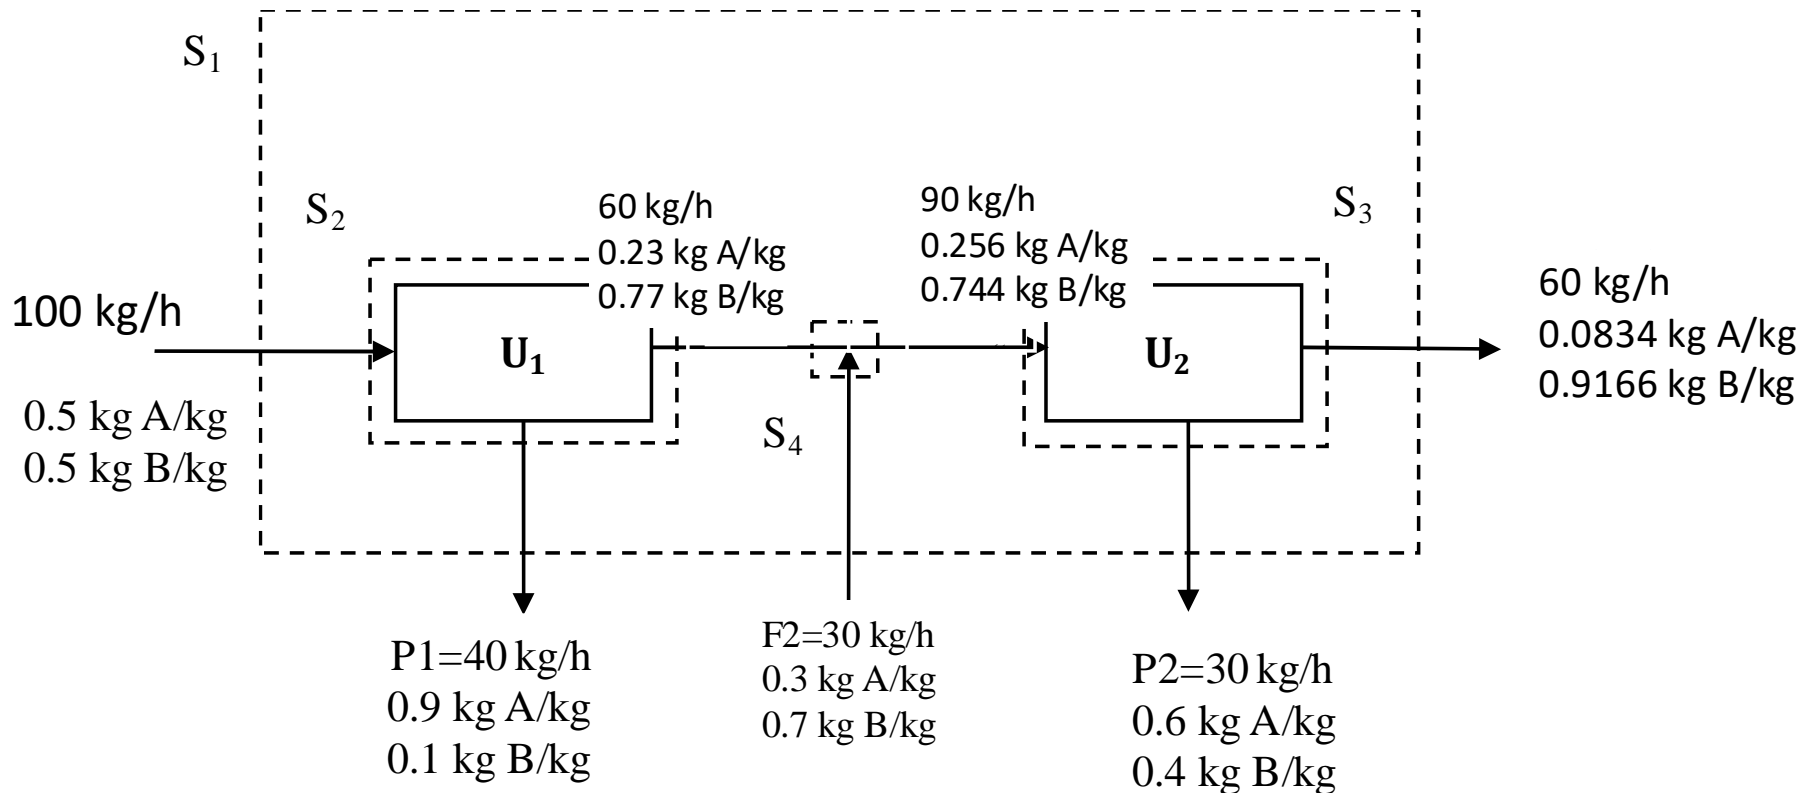 S₁
S₂
60 kg/h
0.23 kg A/kg
0.77 kg B/kg
90 kg/h
0.256 kg A/kg
0.744 kg B/kg
S₃
100 kg/h
0.5 kg A/kg
0.5 kg B/kg
U₁
S₄
U₂
60 kg/h
0.0834 kg A/kg
0.9166 kg B/kg
P1=40 kg/h
0.9 kg A/kg
0.1 kg B/kg
F2=30 kg/h
0.3 kg A/kg
0.7 kg B/kg
P2=30 kg/h
0.6 kg A/kg
0.4 kg B/kg